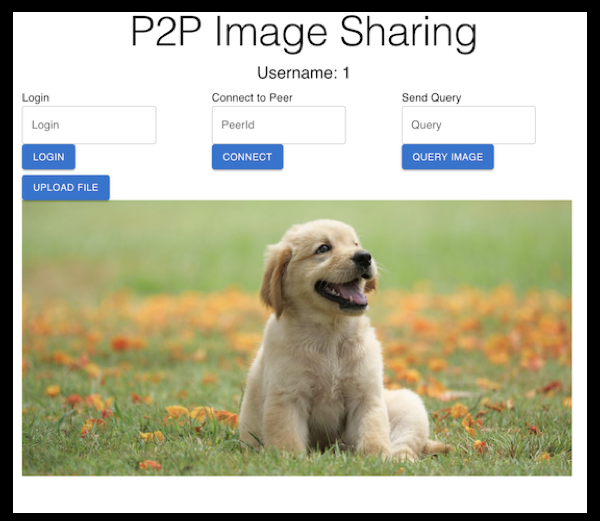 P2P Image Sharing
Username: 1
Login
Connect to Peer
Send Query
Login
PeerId
Query
LOGIN
CONNECT
QUERY IMAGE
UPLOAD FILE